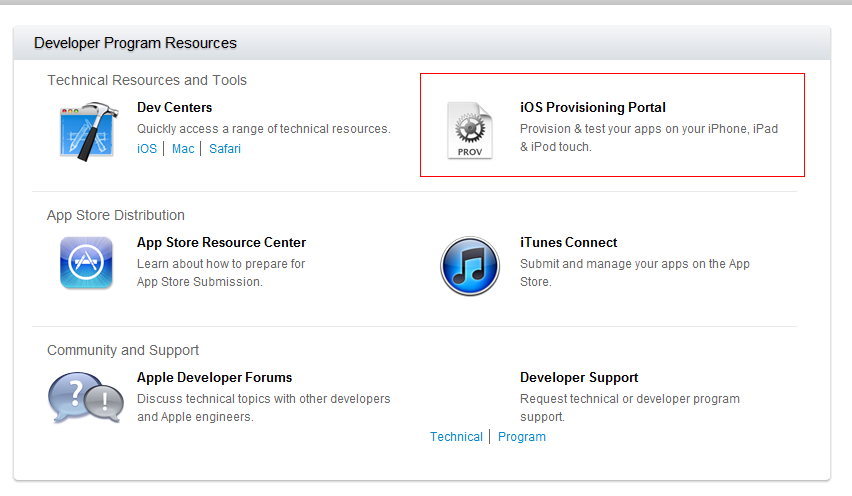 Developer Program Resources
Technical Resources and Tools
Dev Centers
Quickly access a range of technical resources.
iOS | Mac | Safari
PROV
iOS Provisioning Portal
Provision & test your apps on your iPhone, iPad
& iPod touch.
App Store Distribution
App Store Resource Center
Learn about how to prepare for
App Store Submission.
iTunes Connect
Submit and manage your apps on the App
Store.
Community and Support
Apple Developer Forums
Discuss technical topics with other developers
and Apple engineers.
Developer Support
Request technical or developer program
support.
Technical | Program